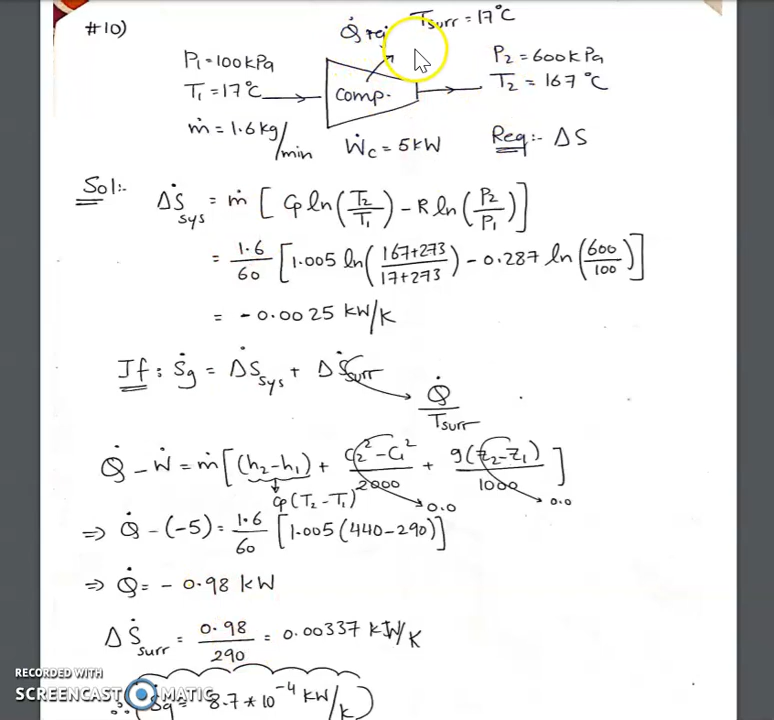 #10)
Q̇ rej Tsurr = 17°C
P1 = 100 kPa
T1 = 17°C
ṁ = 1.6 kg/min
Comp.
Ẇc = 5 kW
P2 = 600 kPa
T2 = 167 °C
Req:- ΔS
Sol:-
ΔṠsys = ṁ [ Cp ln (T2/T1) - R ln (P2/P1) ]
= 1.6/60 [ 1.005 ln ( 167+273 / 17+273 ) - 0.287 ln ( 600/100 ) ]
= - 0.0025 kW/K
If : Ṡg = ΔṠsys + ΔṠsurr
Q̇/Tsurr
Q̇ - Ẇ = ṁ [ (h2-h1) + C2² - C1² / 2000 + g(z2-z1) / 1000 ]
Cp(T2-T1) 0.0 0.0
⇒ Q̇ - (-5) = 1.6/60 [ 1.005 (440-290) ]
⇒ Q̇ = - 0.98 kW
ΔṠsurr = 0.98/290 = 0.00337 kW/K
∴ Ṡg = 8.7 * 10⁻⁴ kW/K
RECORDED WITH
SCREENCAST MATIC